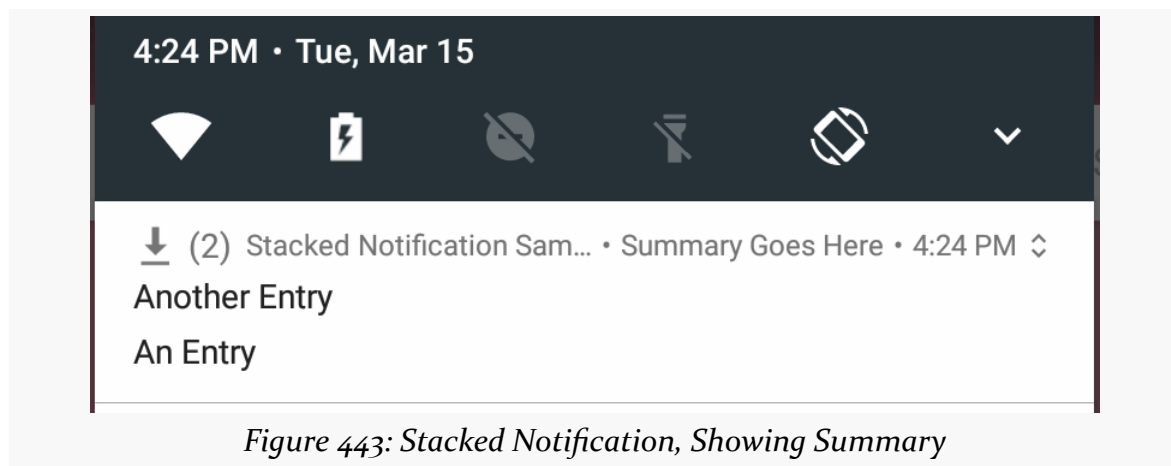 4:24 PM • Tue, Mar 15
(2) Stacked Notification Sam... • Summary Goes Here • 4:24 PM
Another Entry
An Entry
Figure 443: Stacked Notification, Showing Summary